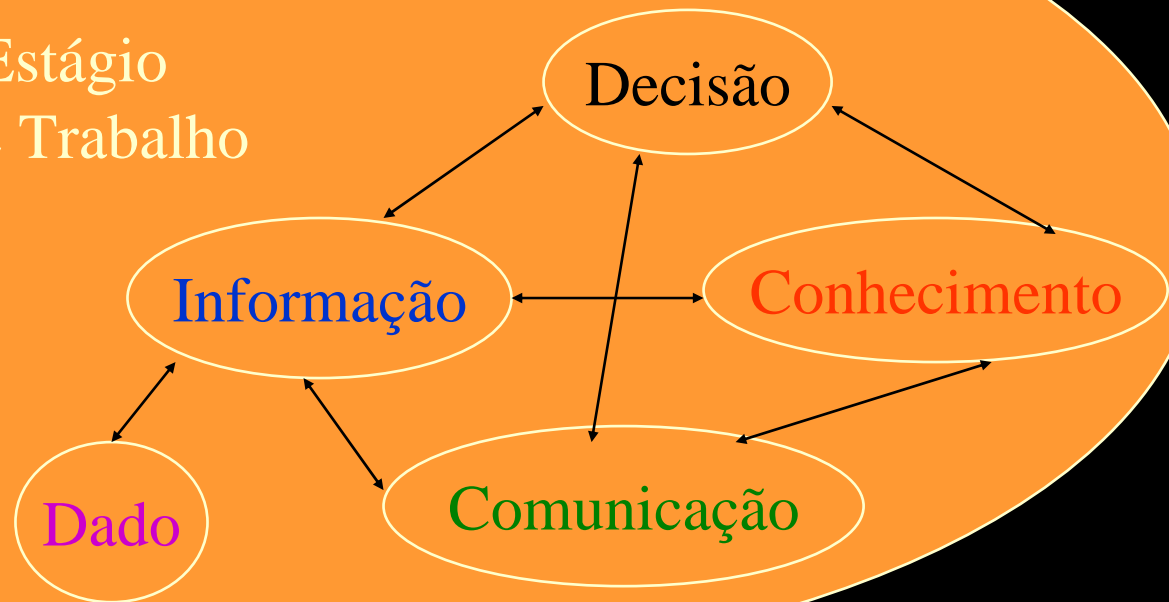 Estágio
Trabalho
Decisão
Informação
Conhecimento
Dado
Comunicação